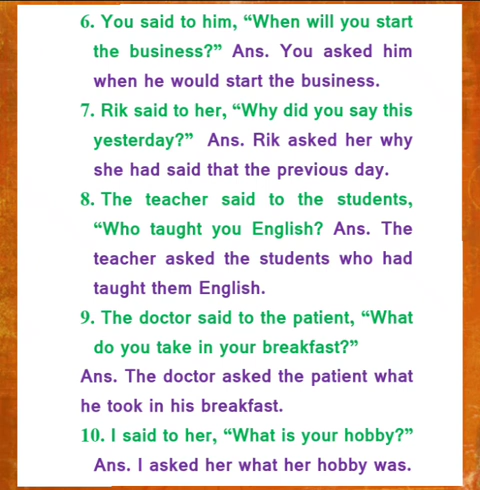 6. You said to him, “When will you start
the business?” Ans. You asked him
when he would start the business.
7. Rik said to her, “Why did you say this
yesterday?” Ans. Rik asked her why
she had said that the previous day.
8. The teacher said to the students,
“Who taught you English? Ans. The
teacher asked the students who had
taught them English.
9. The doctor said to the patient, “What
do you take in your breakfast?”
Ans. The doctor asked the patient what
he took in his breakfast.
10. I said to her, “What is your hobby?”
Ans. I asked her what her hobby was.